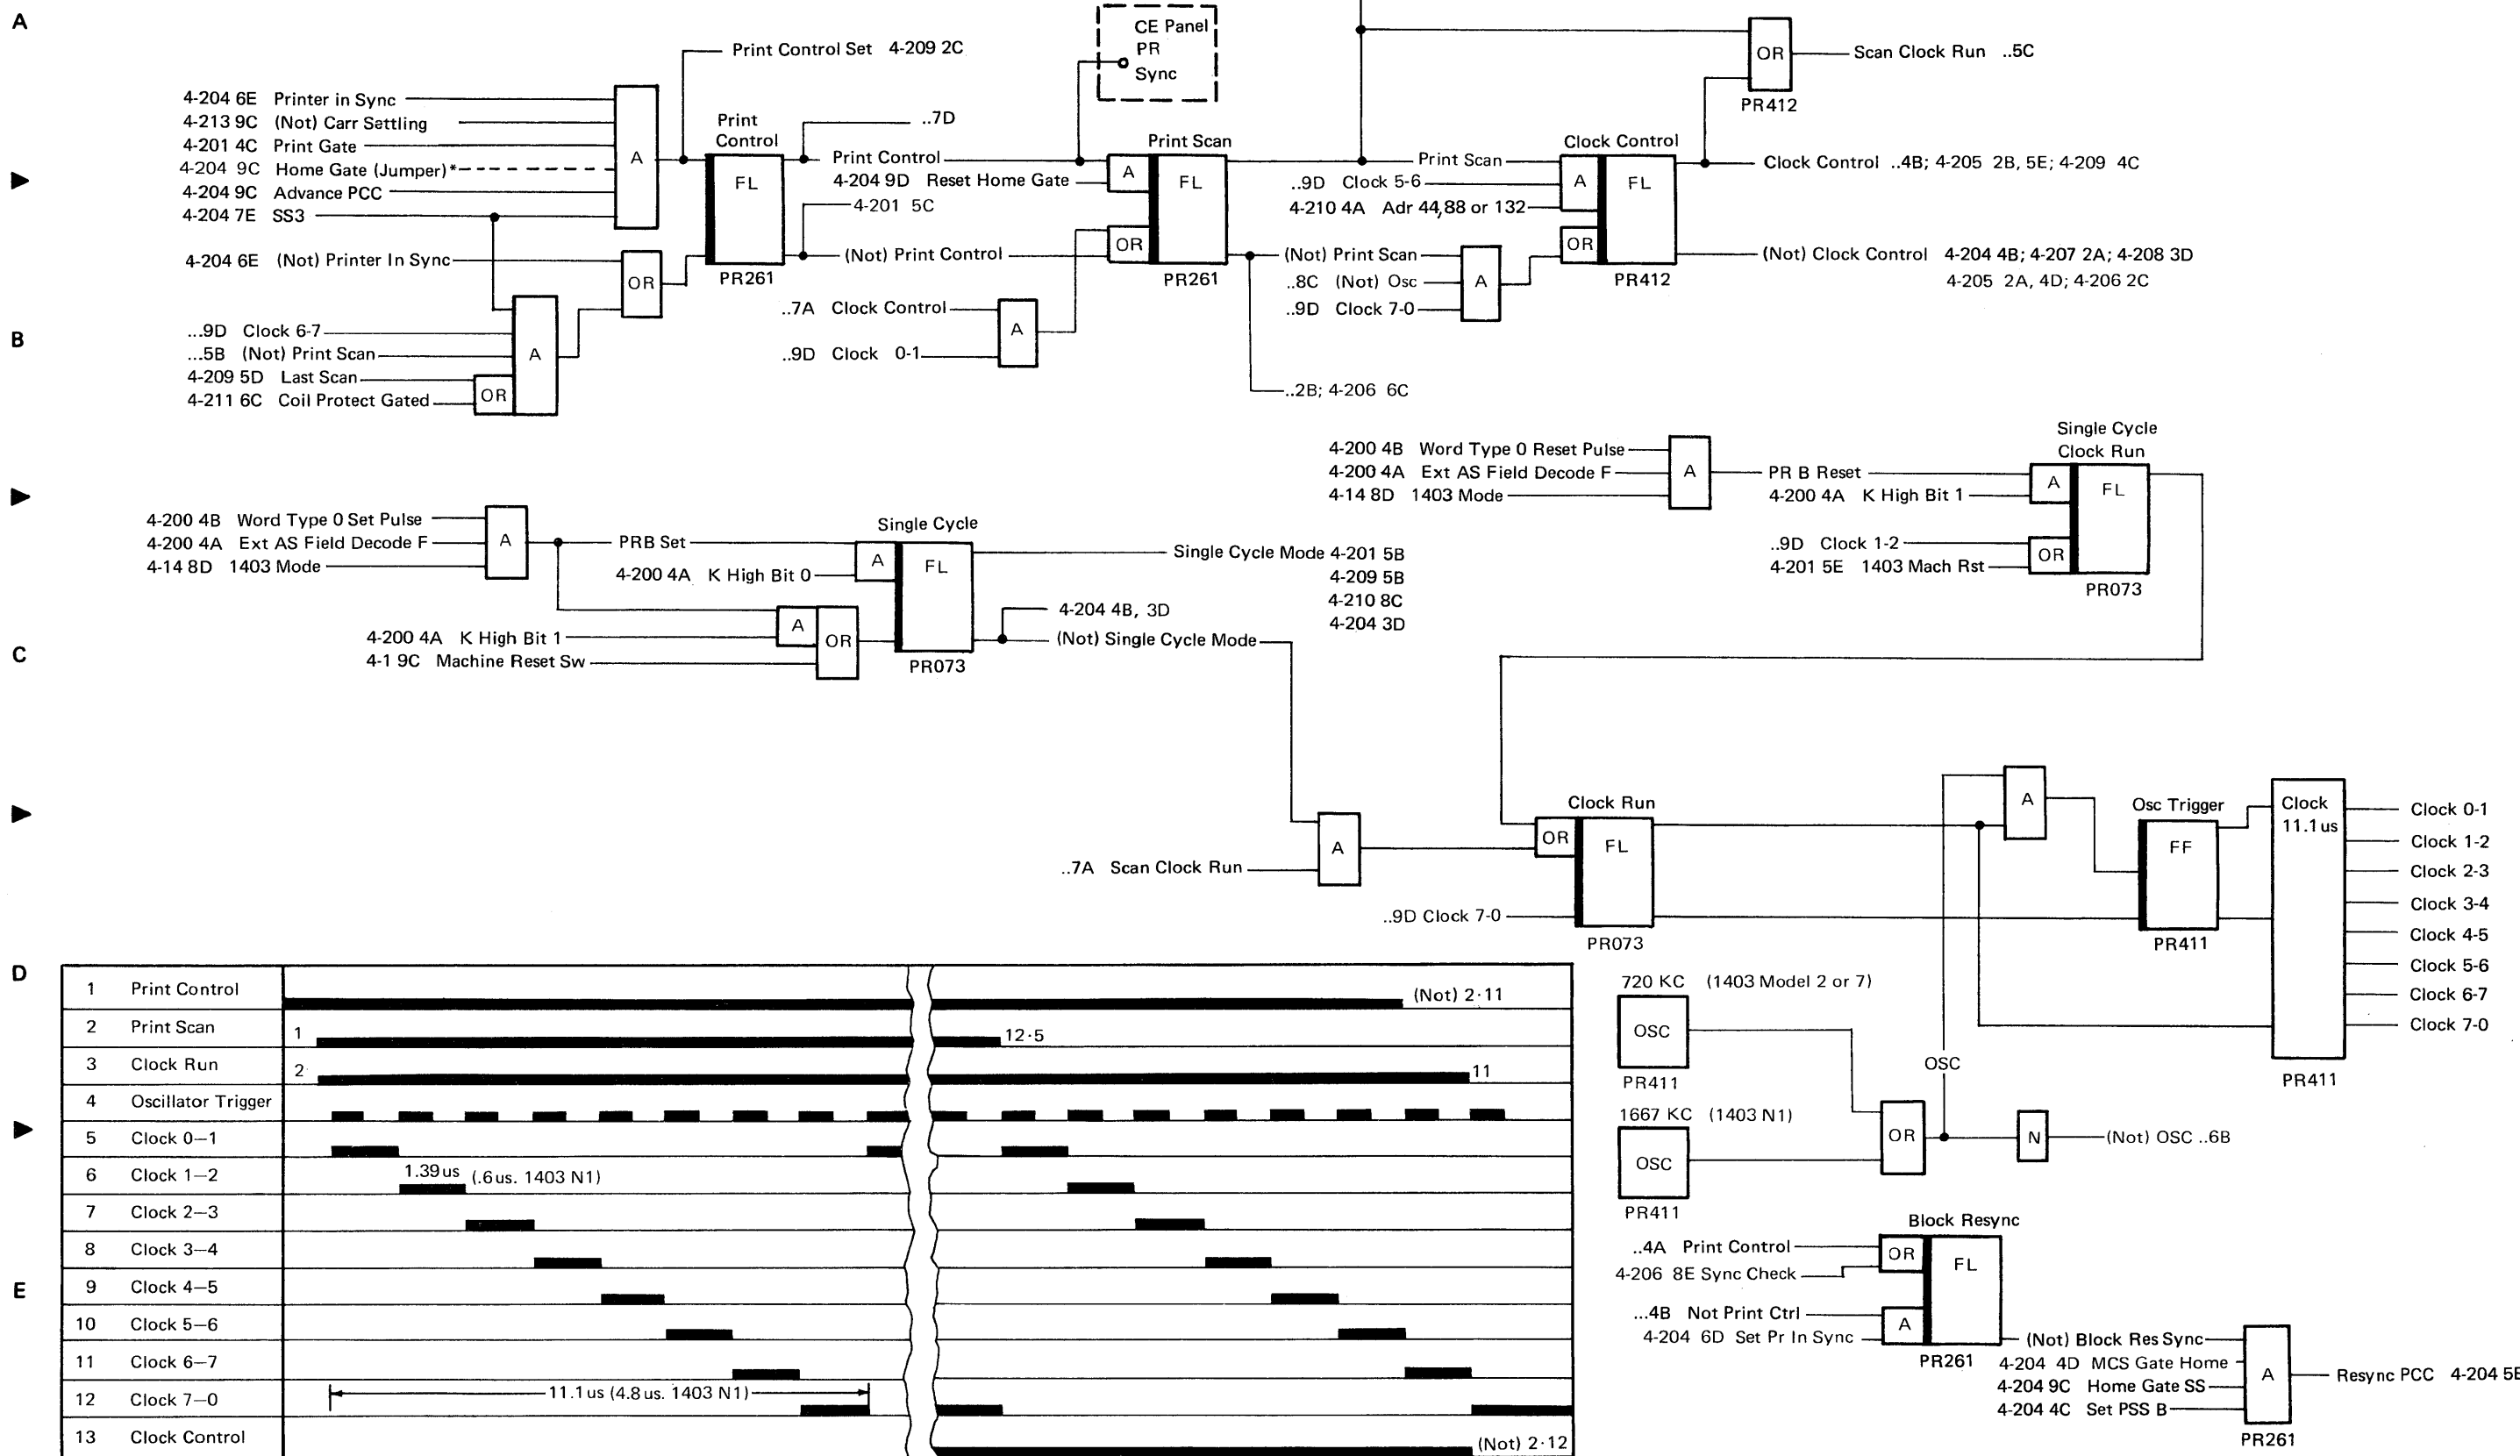 A
CE Panel
PR
Sync
Print Control Set 4-209 2C
OR
Scan Clock Run ..5C
PR412
4-204 6E Printer in Sync
4-213 9C (Not) Carr Settling
4-201 4C Print Gate
4-204 9C Home Gate (Jumper)*
4-204 9C Advance PCC
4-204 7E SS3
A
Print
Control
FL
PR261
..7D
Print Control
4-204 9D Reset Home Gate
4-201 5C
(Not) Print Control
Print Scan
A
OR
FL
PR261
Print Scan
..9D Clock 5-6
4-210 4A Adr 44,88 or 132
Clock Control
A
OR
FL
PR412
Clock Control ..4B; 4-205 2B, 5E; 4-209 4C
(Not) Clock Control 4-204 4B; 4-207 2A; 4-208 3D
4-205 2A, 4D; 4-206 2C
4-204 6E (Not) Printer In Sync
OR
(Not) Print Scan
..8C (Not) Osc
..9D Clock 7-0
A
B
...9D Clock 6-7
...5B (Not) Print Scan
4-209 5D Last Scan
4-211 6C Coil Protect Gated
OR
A
..7A Clock Control
..9D Clock 0-1
A
..2B; 4-206 6C
4-200 4B Word Type 0 Reset Pulse
4-200 4A Ext AS Field Decode F
4-14 8D 1403 Mode
A
PR B Reset
4-200 4A K High Bit 1
Single Cycle
Clock Run
A
FL
..9D Clock 1-2
4-201 5E 1403 Mach Rst
OR
PR073
4-200 4B Word Type 0 Set Pulse
4-200 4A Ext AS Field Decode F
4-14 8D 1403 Mode
A
PRB Set
4-200 4A K High Bit 0
Single Cycle
A
FL
PR073
Single Cycle Mode 4-201 5B
4-209 5B
4-210 8C
4-204 3D
4-204 4B, 3D
(Not) Single Cycle Mode
C
4-200 4A K High Bit 1
4-1 9C Machine Reset Sw
A
OR
..7A Scan Clock Run
A
Clock Run
OR
FL
..9D Clock 7-0
PR073
A
Osc Trigger
FF
PR411
Clock
11.1us
Clock 0-1
Clock 1-2
Clock 2-3
Clock 3-4
Clock 4-5
Clock 5-6
Clock 6-7
Clock 7-0
PR411
D
1 Print Control (Not) 2·11
2 Print Scan 1 12·5
3 Clock Run 2 11
4 Oscillator Trigger
5 Clock 0—1
6 Clock 1—2 1.39us (.6us. 1403 N1)
7 Clock 2—3
8 Clock 3—4
9 Clock 4—5
10 Clock 5—6
11 Clock 6—7
12 Clock 7—0 11.1us (4.8us. 1403 N1)
13 Clock Control (Not) 2·12
E
720 KC (1403 Model 2 or 7)
OSC
PR411
1667 KC (1403 N1)
OSC
PR411
OR
OSC
N
(Not) OSC ..6B
Block Resync
..4A Print Control
4-206 8E Sync Check
OR
FL
...4B Not Print Ctrl
4-204 6D Set Pr In Sync
A
PR261
(Not) Block Res Sync
4-204 4D MCS Gate Home
4-204 9C Home Gate SS
4-204 4C Set PSS B
A
PR261
Resync PCC 4-204 5E